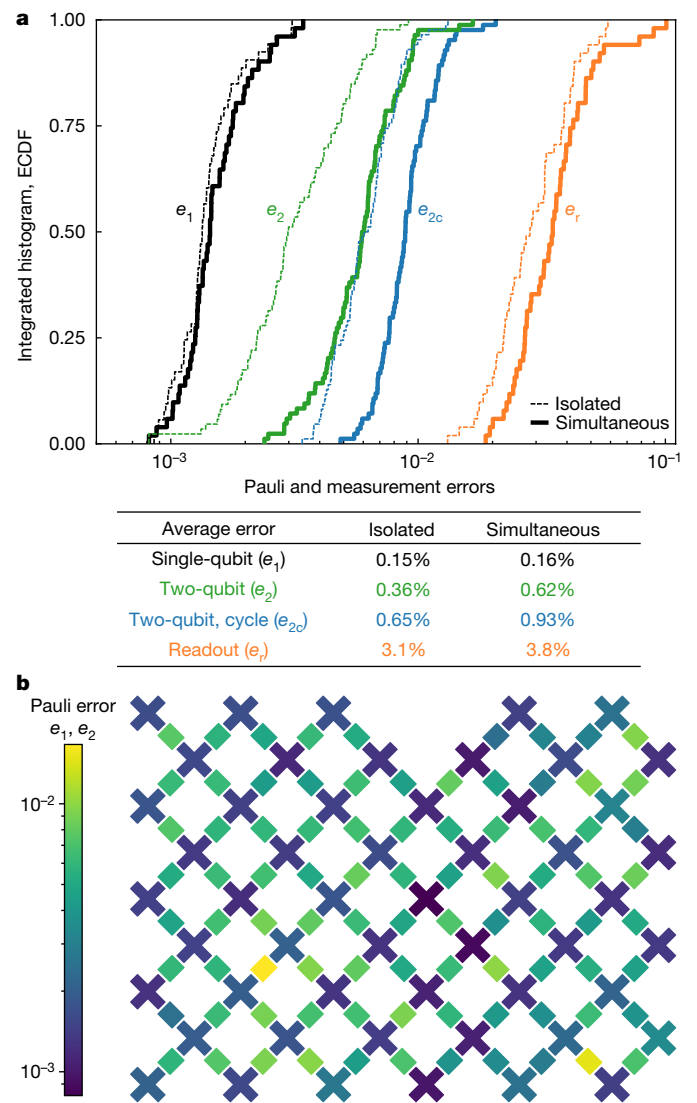 a
1.00
0.75
0.50
0.25
0.00
Integrated histogram, ECDF
e1
e2
e2c
er
Isolated
Simultaneous
10−3
10−2
10−1
Pauli and measurement errors
Average error Isolated Simultaneous
Single-qubit (e1) 0.15% 0.16%
Two-qubit (e2) 0.36% 0.62%
Two-qubit, cycle (e2c) 0.65% 0.93%
Readout (er) 3.1% 3.8%
b
Pauli error
e1, e2
10−2
10−3